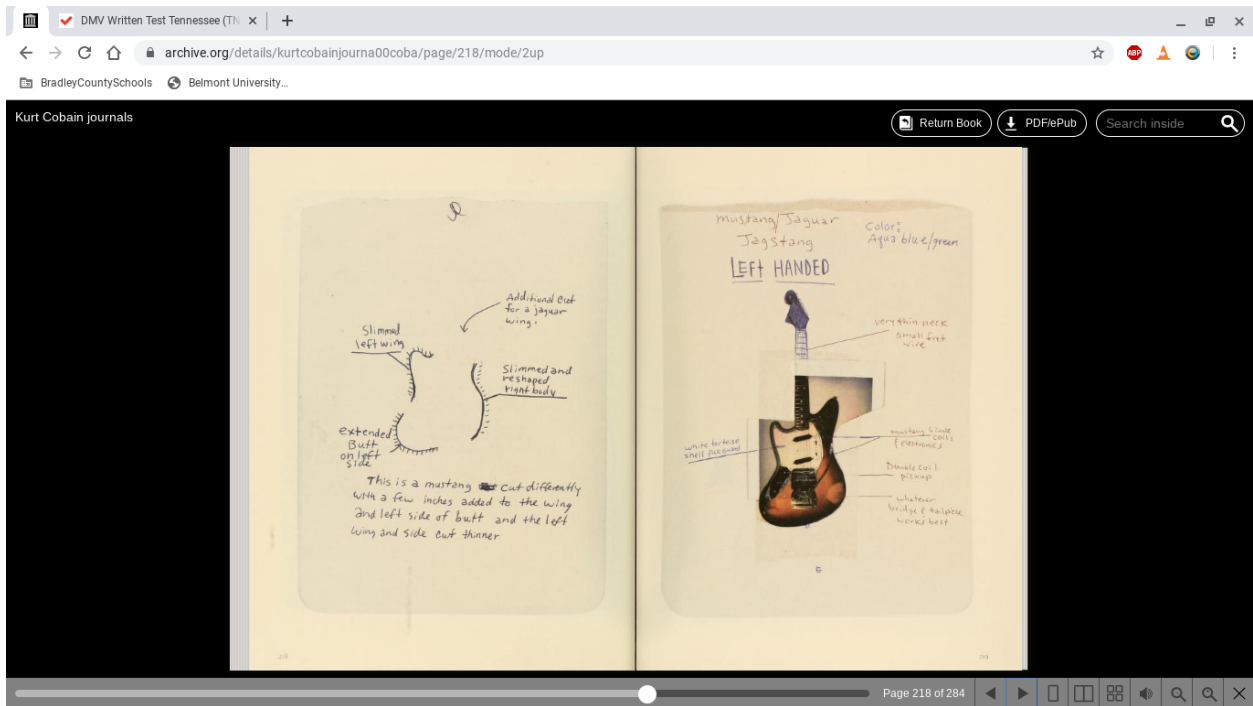 DMV Written Test Tennessee (TN
archive.org/details/kurtcobainjourna00coba/page/218/mode/2up
ABP
BradleyCountySchools
Belmont University…
Kurt Cobain journals
Return Book
PDF/ePub
Search inside
Additional cut
for a jaguar
wing.
Slimmed
left wing
Slimmed and
reshaped
right body
extended
Butt
on left
side
This is a mustang cut differently
with a few inches added to the wing
and left side of butt and the left
wing and side cut thinner
218
mustang/Jaguar
Jagstang
Color:
Aqua blue/green
LEFT HANDED
very thin neck
small fret
wire
white tortoise
shell pickguard
mustang single
coils
& electronics
Double coil
pickup
whatever
bridge & tailpiece
works best
219
Page 218 of 284